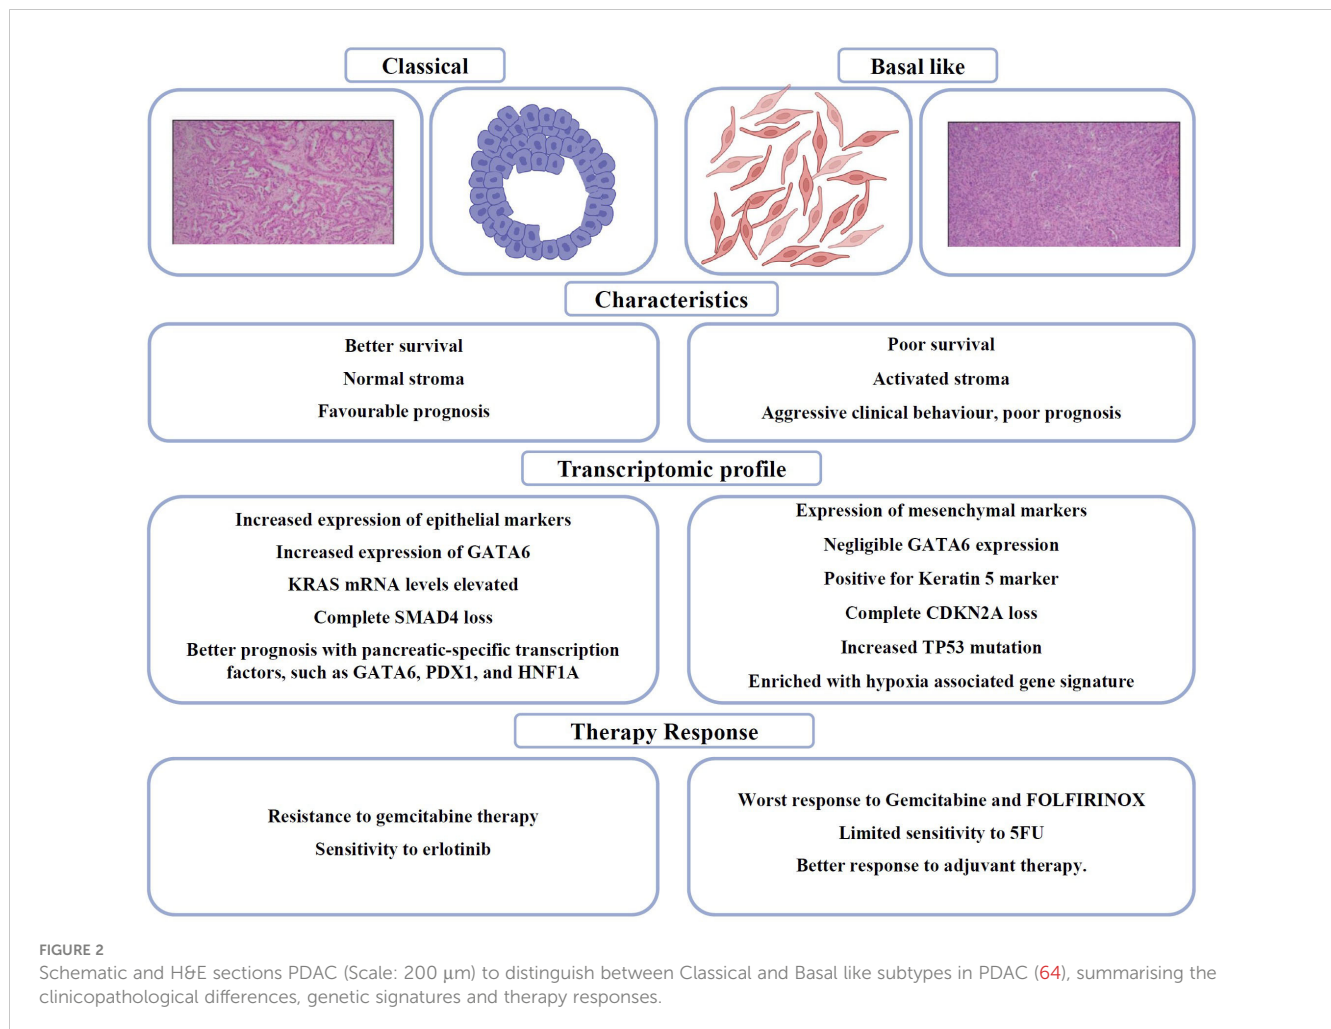 Classical
Basal like
Characteristics
Better survival
Normal stroma
Favourable prognosis
Poor survival
Activated stroma
Aggressive clinical behaviour, poor prognosis
Transcriptomic profile
Increased expression of epithelial markers
Increased expression of GATA6
KRAS mRNA levels elevated
Complete SMAD4 loss
Better prognosis with pancreatic-specific transcription
factors, such as GATA6, PDX1, and HNF1A
Expression of mesenchymal markers
Negligible GATA6 expression
Positive for Keratin 5 marker
Complete CDKN2A loss
Increased TP53 mutation
Enriched with hypoxia associated gene signature
Therapy Response
Resistance to gemcitabine therapy
Sensitivity to erlotinib
Worst response to Gemcitabine and FOLFIRINOX
Limited sensitivity to 5FU
Better response to adjuvant therapy.
FIGURE 2
Schematic and H&E sections PDAC (Scale: 200 μm) to distinguish between Classical and Basal like subtypes in PDAC (64), summarising the
clinicopathological differences, genetic signatures and therapy responses.